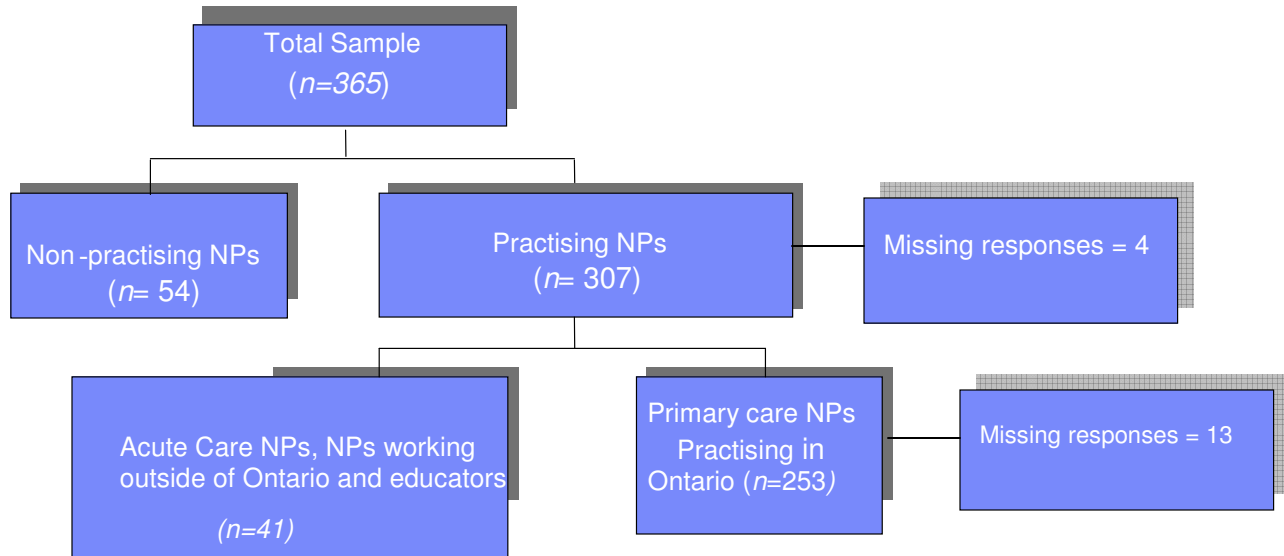 Total Sample
(n=365)
Non-practising NPs
(n= 54)
Practising NPs
(n= 307)
Missing responses = 4
Acute Care NPs, NPs working
outside of Ontario and educators
(n=41)
Primary care NPs
Practising in
Ontario (n=253)
Missing responses = 13